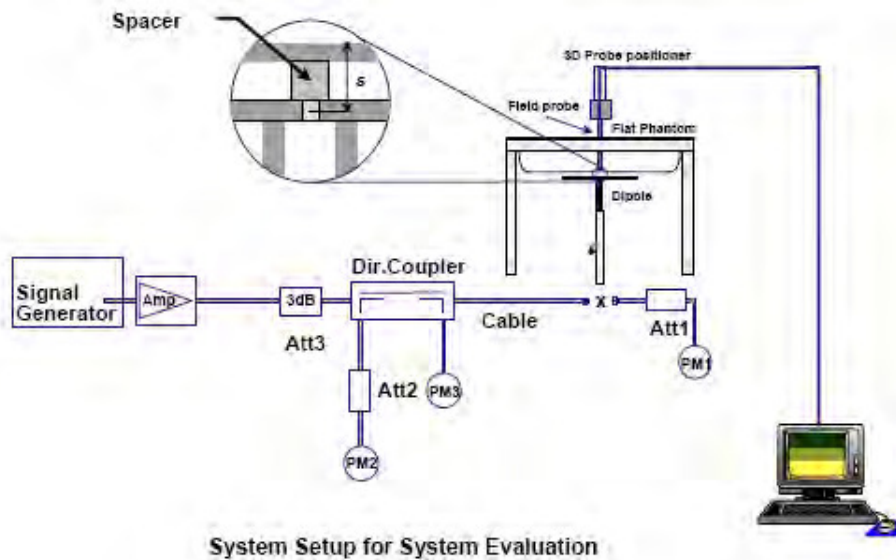 Spacer
s
3D Probe positioner
Field probe
Flat Phantom
Dipole
Signal
Generator
Amp
3dB
Att3
Dir.Coupler
Cable
x
Att1
PM1
Att2
PM3
PM2
System Setup for System Evaluation